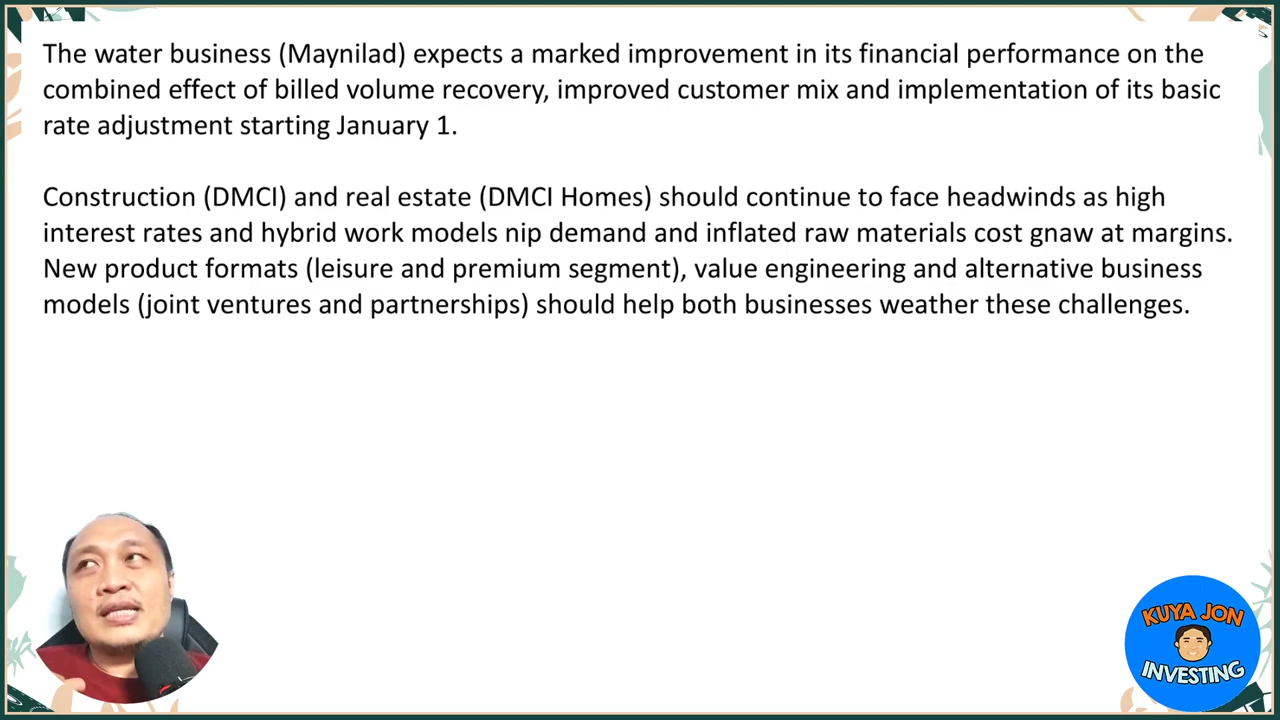 The water business (Maynilad) expects a marked improvement in its financial performance on the
combined effect of billed volume recovery, improved customer mix and implementation of its basic
rate adjustment starting January 1.
Construction (DMCI) and real estate (DMCI Homes) should continue to face headwinds as high
interest rates and hybrid work models nip demand and inflated raw materials cost gnaw at margins.
New product formats (leisure and premium segment), value engineering and alternative business
models (joint ventures and partnerships) should help both businesses weather these challenges.
KUYA JON
INVESTING